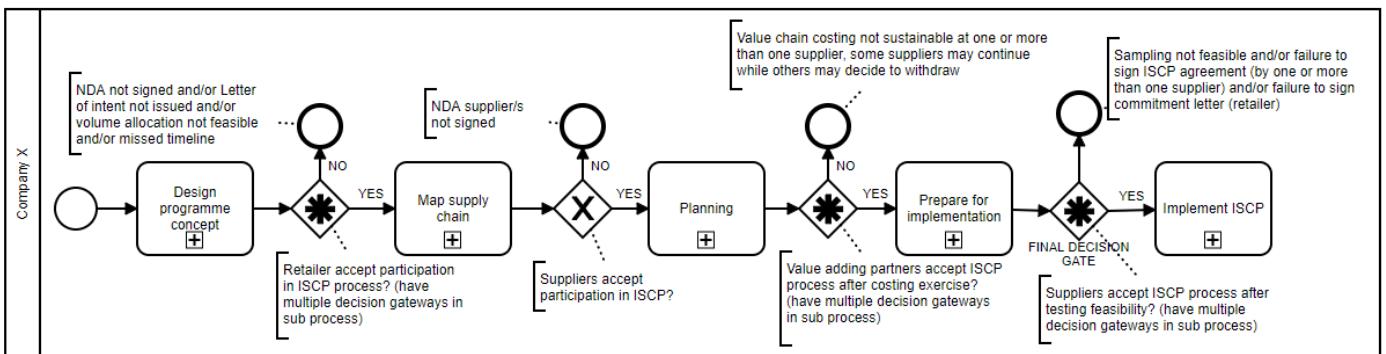 Company X
NDA not signed and/or Letter
of intent not issued and/or
volume allocation not feasible
and/or missed timeline
Design
programme
concept
NO
YES
Retailer accept participation
in ISCP process? (have
multiple decision gateways in
sub process)
Map supply
chain
NDA supplier/s
not signed
X
NO
YES
Suppliers accept
participation in ISCP?
Planning
Value chain costing not sustainable at one or more
than one supplier, some suppliers may continue
while others may decide to withdraw
NO
YES
Value adding partners accept ISCP
process after costing exercise?
(have multiple decision gateways
in sub process)
Prepare for
implementation
Sampling not feasible and/or failure to
sign ISCP agreement (by one or more
than one supplier) and/or failure to sign
commitment letter (retailer)
YES
FINAL DECISION
GATE
Suppliers accept ISCP process after
testing feasibility? (have multiple
decision gateways in sub process)
Implement ISCP